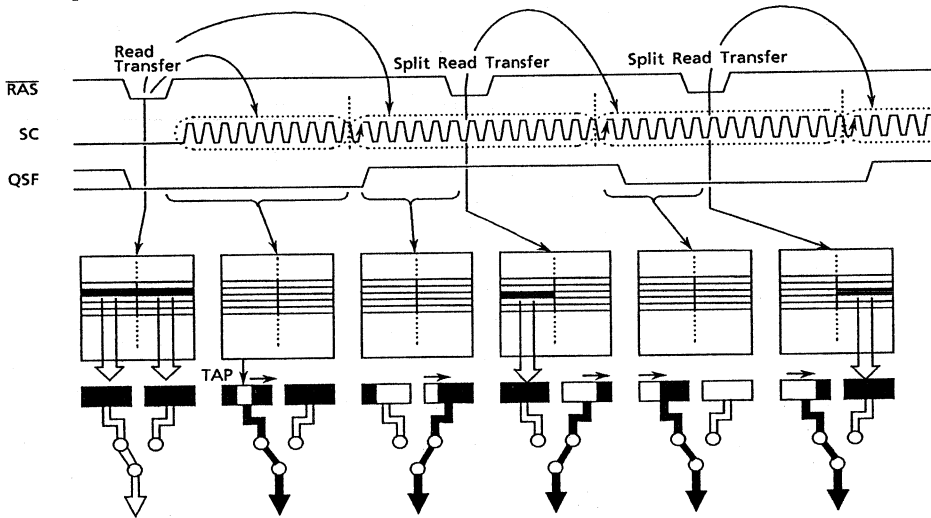 Read
Transfer
Split Read Transfer
Split Read Transfer
RAS
SC
QSF
TAP